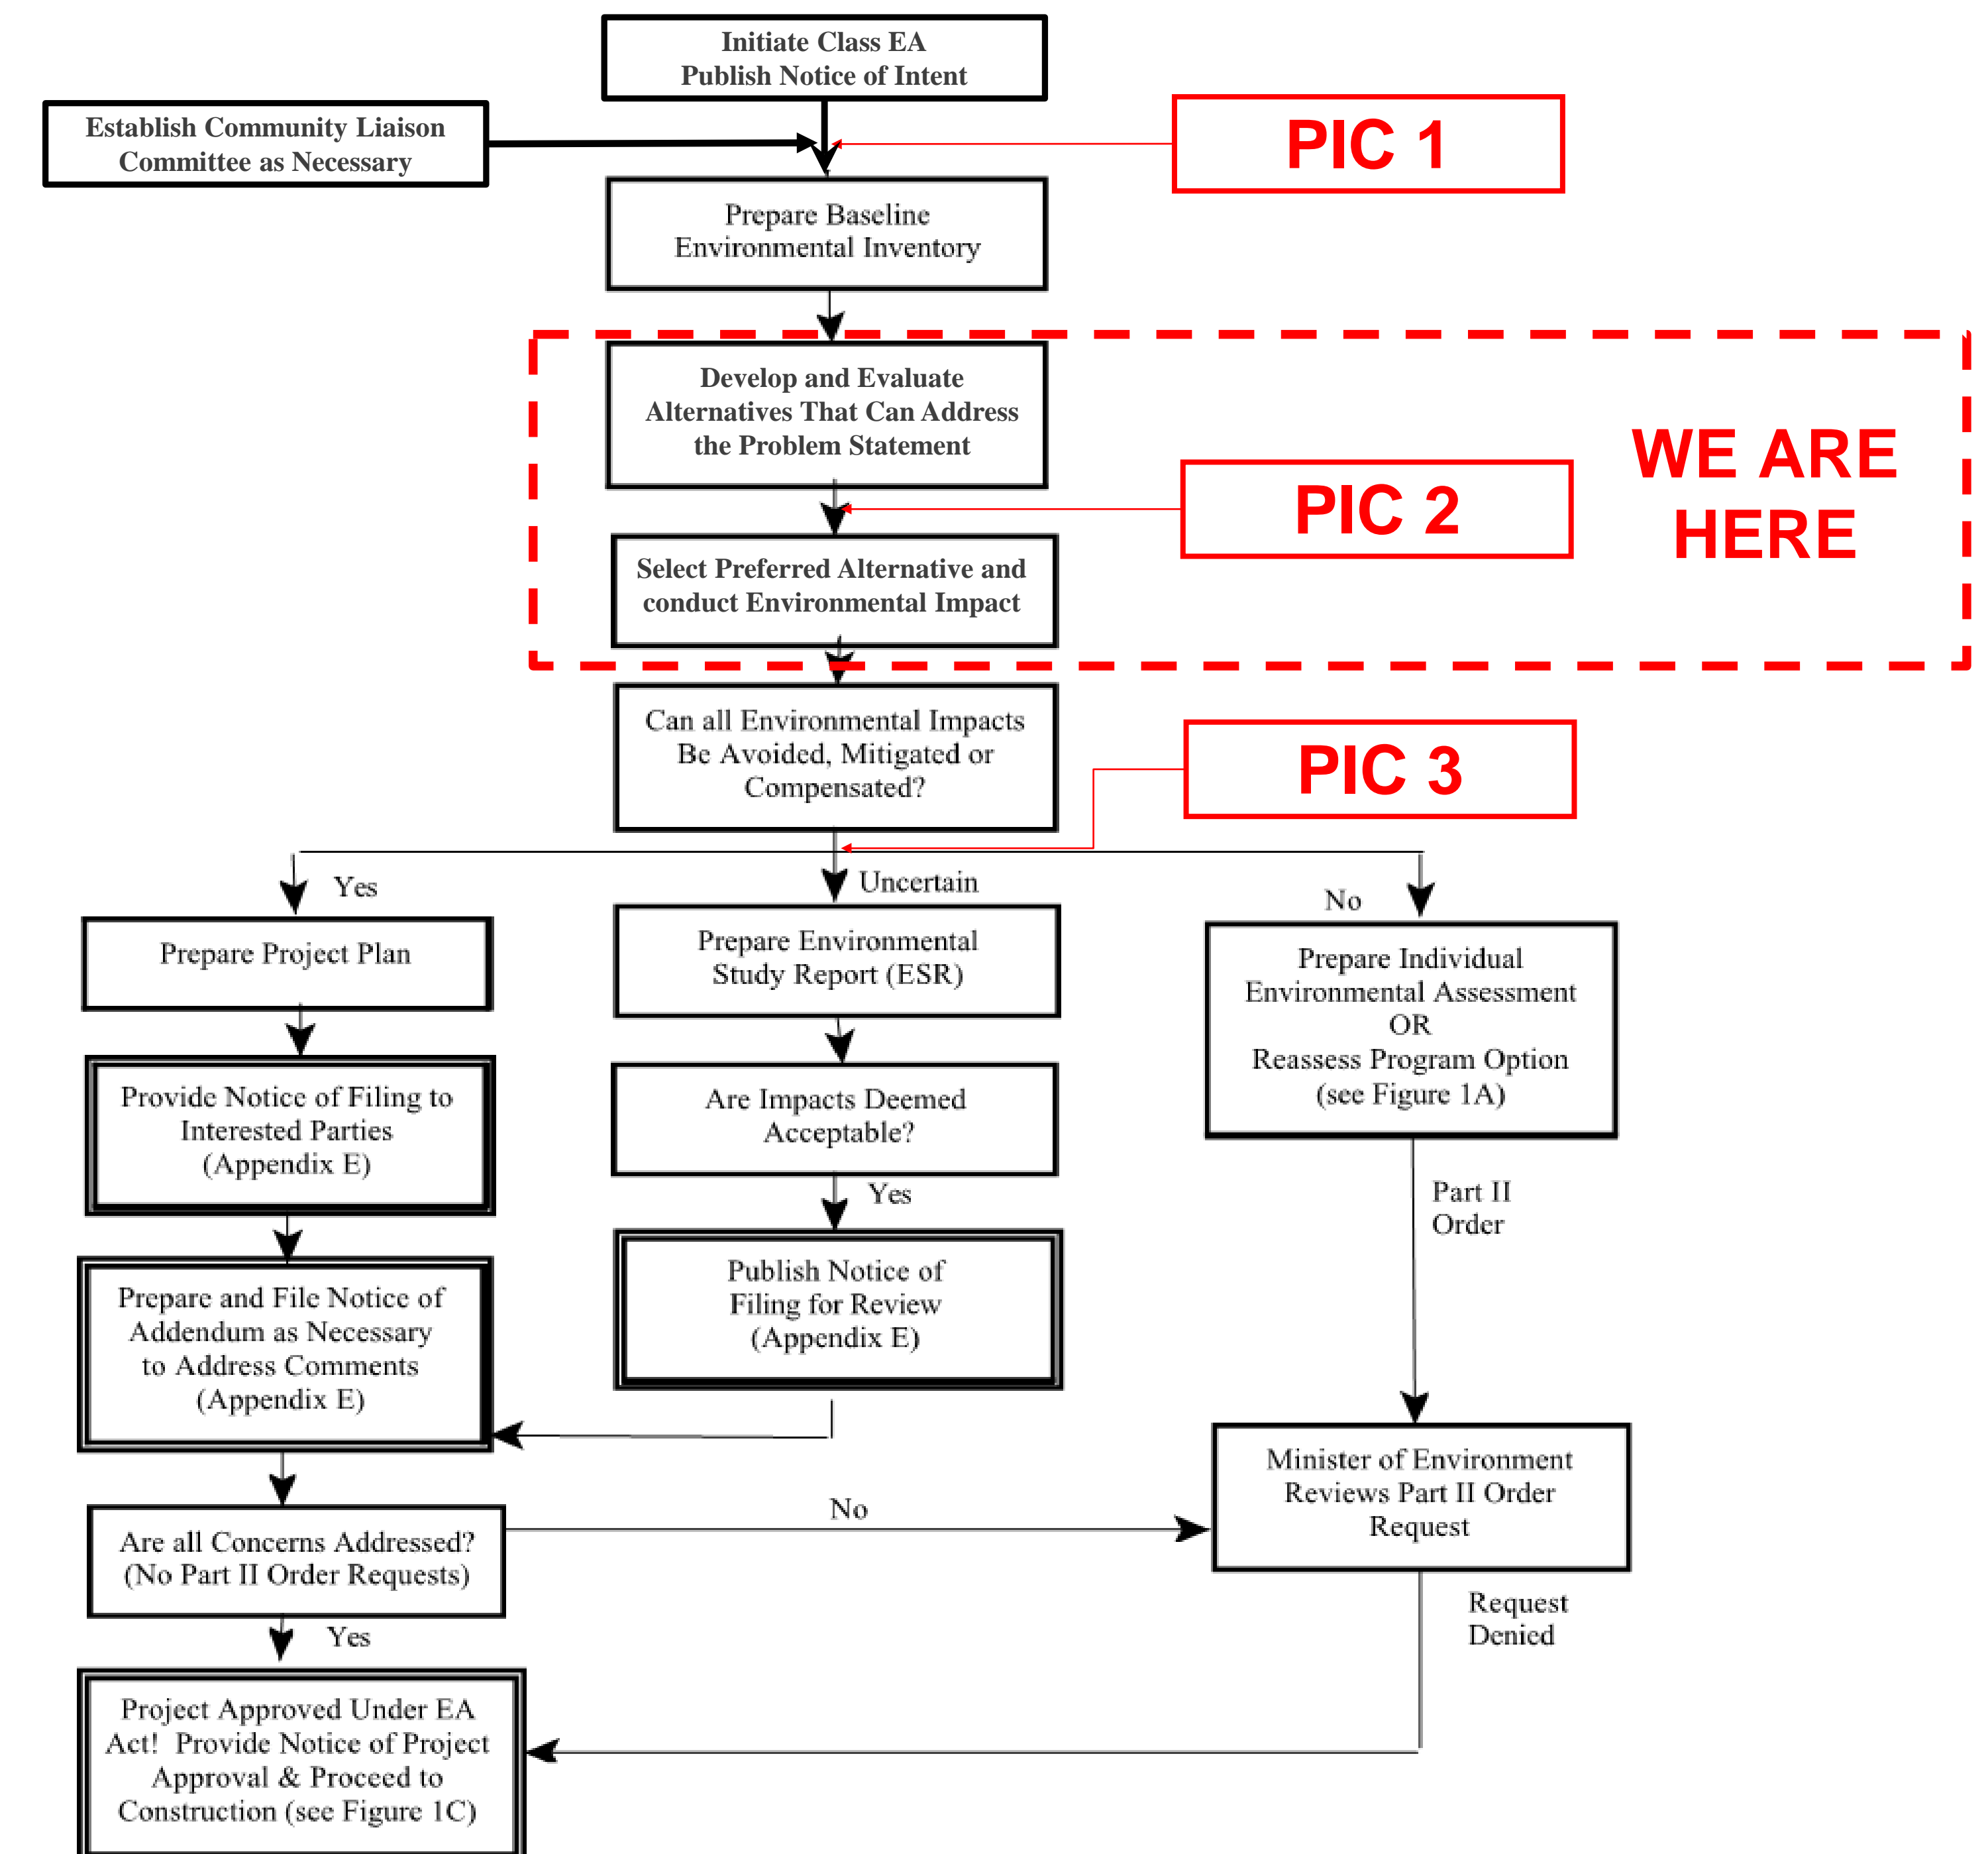 Initiate Class EA
Publish Notice of Intent
Establish Community Liaison
Committee as Necessary
PIC 1
Prepare Baseline
Environmental Inventory
Develop and Evaluate
Alternatives That Can Address
the Problem Statement
WE ARE
HERE
PIC 2
Select Preferred Alternative and
conduct Environmental Impact
Can all Environmental Impacts
Be Avoided, Mitigated or
Compensated?
PIC 3
Yes
Uncertain
No
Prepare Project Plan
Prepare Environmental
Study Report (ESR)
Prepare Individual
Environmental Assessment
OR
Reassess Program Option
(see Figure 1A)
Provide Notice of Filing to
Interested Parties
(Appendix E)
Are Impacts Deemed
Acceptable?
Yes
Part II
Order
Prepare and File Notice of
Addendum as Necessary
to Address Comments
(Appendix E)
Publish Notice of
Filing for Review
(Appendix E)
Minister of Environment
Reviews Part II Order
Request
No
Are all Concerns Addressed?
(No Part II Order Requests)
Request
Denied
Yes
Project Approved Under EA
Act! Provide Notice of Project
Approval & Proceed to
Construction (see Figure 1C)